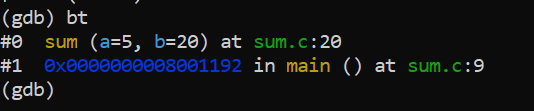 (gdb) bt
#0  sum (a=5, b=20) at sum.c:20
#1  0x0000000008001192 in main () at sum.c:9
(gdb)